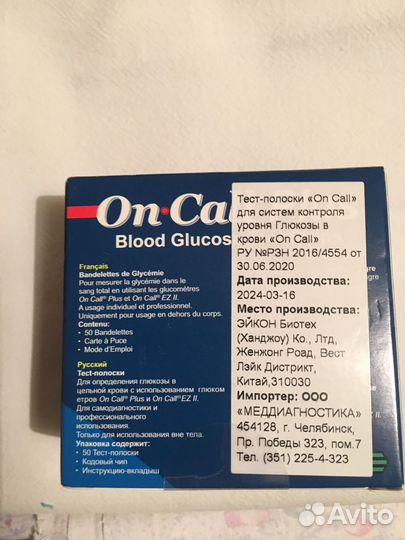 On Call
Blood Glucos
Français
Bandelettes de Glycémie
Pour mesurer la glycémie dans le
sang total en utilisant les glucomètres
On Call® Plus et On Call® EZ II.
A usage individuel et professionnel.
Uniquement pour usage en dehors du corps.
Contenu:
• 50 Bandelettes
• Carte à Puce
• Mode d'Emploi
Русский
Тест-полоски
Для определения глюкозы в
цельной крови с использованием глюком
етров On Call® Plus и On Call® EZ II.
Для самодиагностики и
профессионального
использования.
Только для использования вне тела.
Упаковка содержит:
• 50 Тест-полоски
• Кодовый чип
• Инструкцию-вкладыш
Тест-полоски «On Call»
для систем контроля
уровня Глюкозы в
крови «On Call»
РУ №РЗН 2016/4554 от
30.06.2020
Дата производства:
2024-03-16
Место производства:
ЭЙКОН Биотех
(Ханджоу) Ко., Лтд,
Женжонг Роад, Вест
Лэйк Дистрикт,
Китай,310030
Импортер: ООО
«МЕДДИАГНОСТИКА»
454128, г. Челябинск,
Пр. Победы 323, пом.7
Тел. (351) 225-4-323
Avito